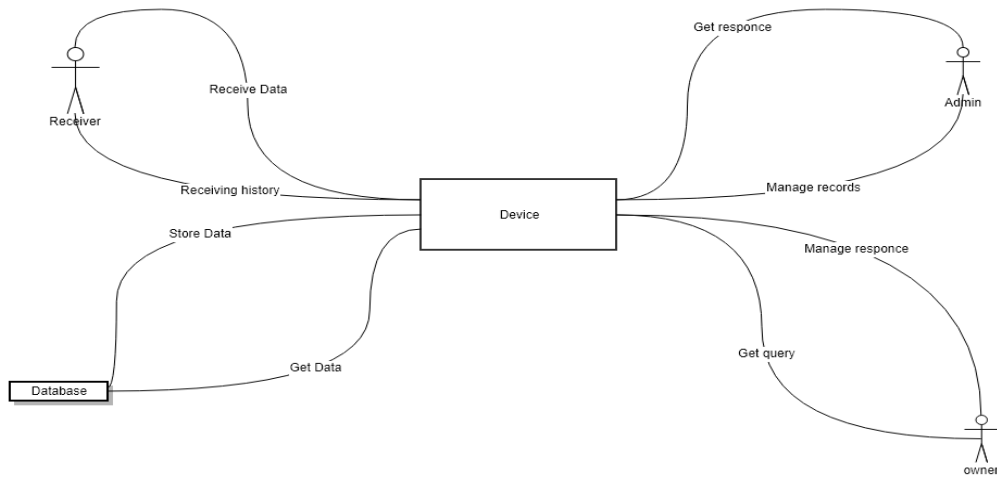 Get responce
Receive Data
Admin
Receiver
Receiving history
Manage records
Device
Store Data
Manage responce
Get query
Get Data
Database
owner